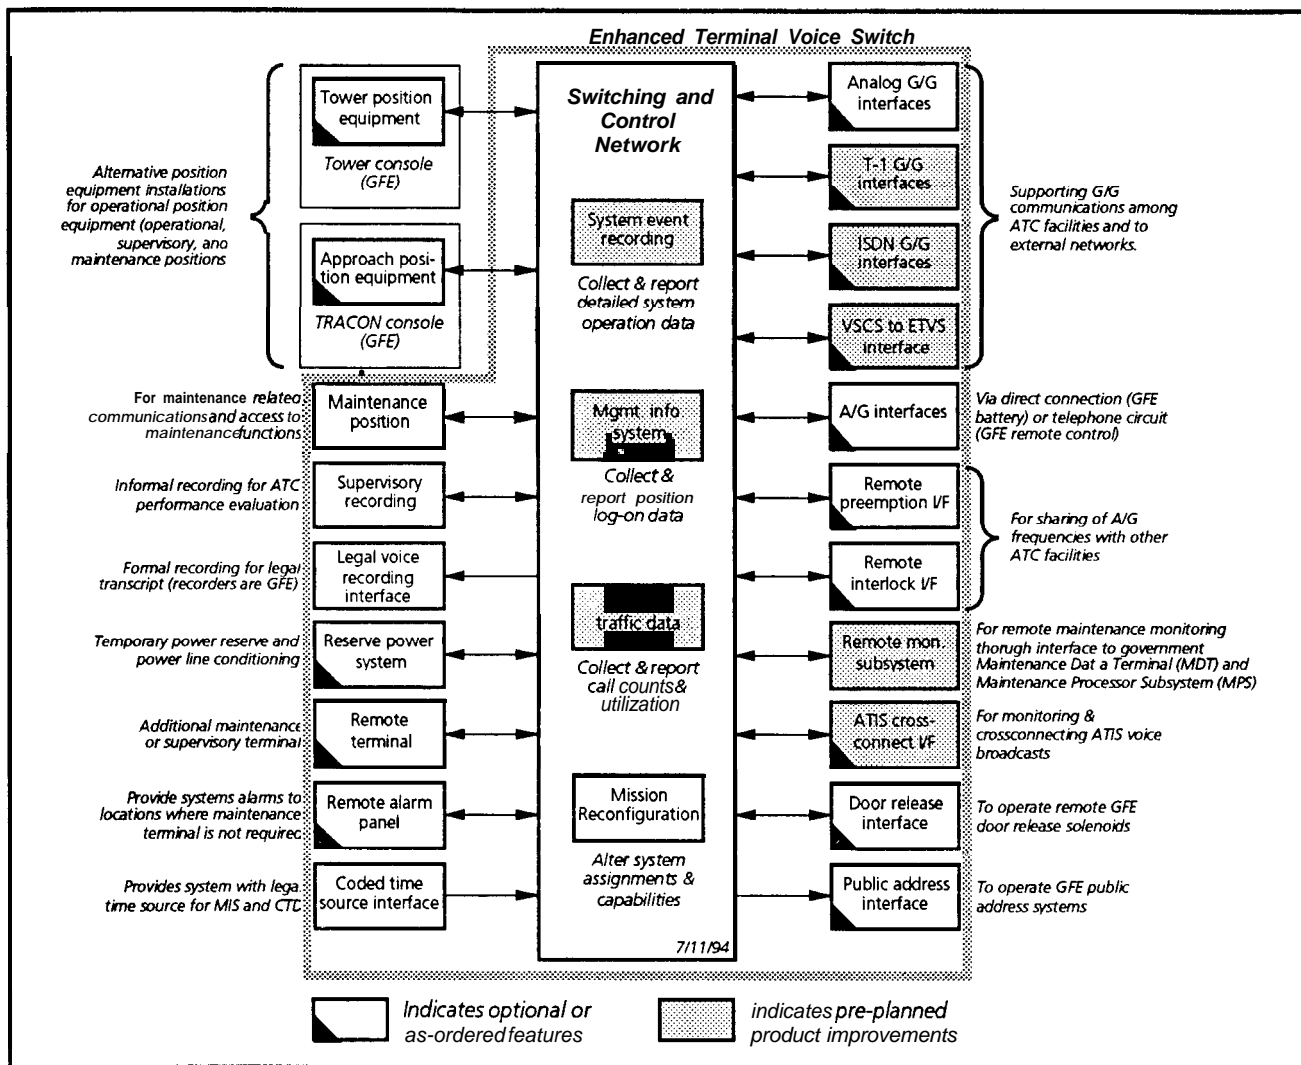 Enhanced Terminal Voice Switch
Alternative position
equipment installations
for operational position
equipment (operational,
supervisory, and
maintenance positions
Tower position
equipment
Tower console
(GFE)
Approach posi-
tion equipment
TRACON console
(GFE)
For maintenance related
communications and access to
maintenance functions
Maintenance
position
Informal recording for ATC
performance evaluation
Supervisory
recording
Formal recording for legal
transcript (recorders are GFE)
Legal voice
recording
interface
Temporary power reserve and
power line conditioning
Reserve power
system
Additional maintenance
or supervisory terminal
Remote
terminal
Provide systems alarms to
locations where maintenance
terminal is not required
Remote alarm
panel
Provides system with legal
time source for MIS and CTD
Coded time
source interface
Switching and
Control
Network
System event
recording
Collect & report
detailed system
operation data
Mgmt info
system
Collect &
report position
log-on data
traffic data
Collect & report
call counts &
utilization
Mission
Reconfiguration
Alter system
assignments &
capabilities
7/11/94
Analog G/G
interfaces
T-1 G/G
interfaces
ISDN G/G
interfaces
VSCS to ETVS
interface
Supporting G/G
communications among
ATC facilities and to
external networks.
A/G interfaces
Via direct connection (GFE
battery) or telephone circuit
(GFE remote control)
Remote
preemption I/F
Remote
interlock I/F
For sharing of A/G
frequencies with other
ATC facilities
Remote mon.
subsystem
For remote maintenance monitoring
thorugh interface to government
Maintenance Dat a Terminal (MDT) and
Maintenance Processor Subsystem (MPS)
ATIS cross-
connect I/F
For monitoring &
crossconnecting ATIS voice
broadcasts
Door release
interface
To operate remote GFE
door release solenoids
Public address
interface
To operate GFE public
address systems
Indicates optional or
as-ordered features
indicates pre-planned
product improvements